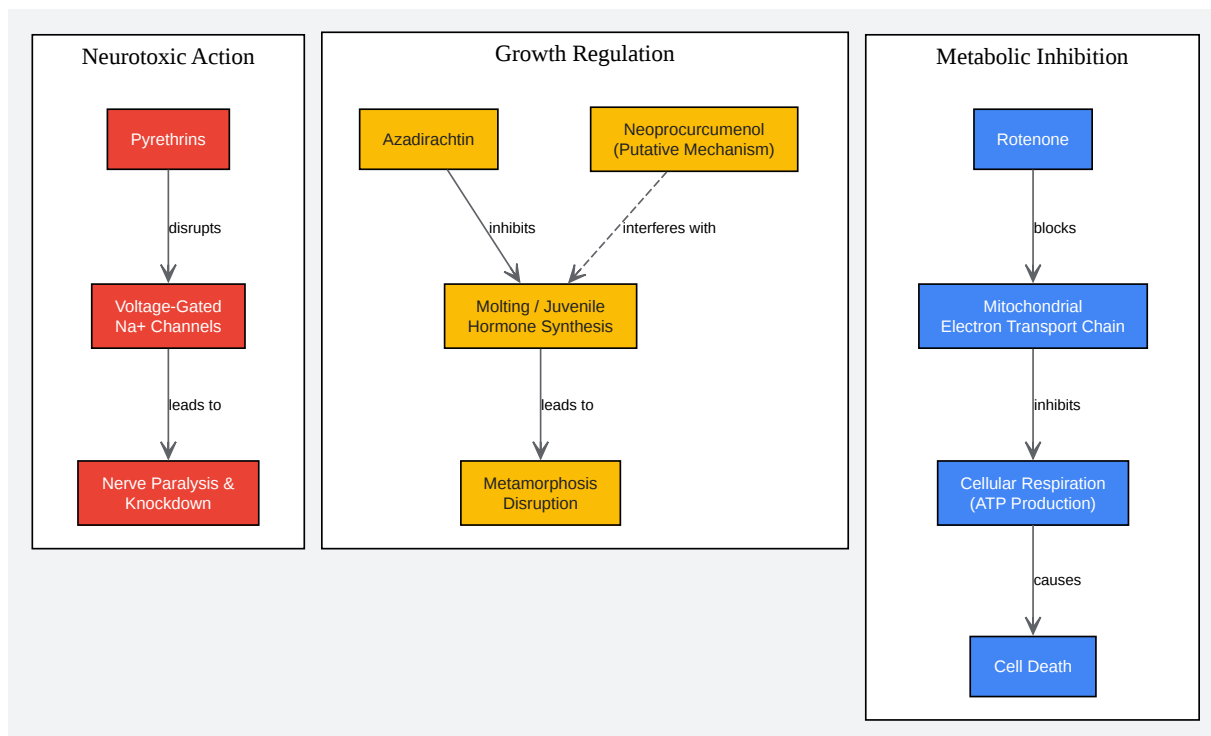 Neurotoxic Action
Pyrethrins
disrupts
Voltage-Gated
Na+ Channels
leads to
Nerve Paralysis &
Knockdown
Growth Regulation
Azadirachtin
Neoprocurcumenol
(Putative Mechanism)
inhibits
interferes with
Molting / Juvenile
Hormone Synthesis
leads to
Metamorphosis
Disruption
Metabolic Inhibition
Rotenone
blocks
Mitochondrial
Electron Transport Chain
inhibits
Cellular Respiration
(ATP Production)
causes
Cell Death